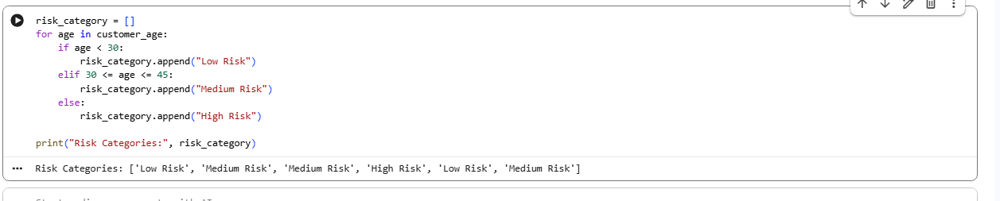 risk_category = []
for age in customer_age:
    if age < 30:
        risk_category.append("Low Risk")
    elif 30 <= age <= 45:
        risk_category.append("Medium Risk")
    else:
        risk_category.append("High Risk")

print("Risk Categories:", risk_category)
Risk Categories: ['Low Risk', 'Medium Risk', 'Medium Risk', 'High Risk', 'Low Risk', 'Medium Risk']